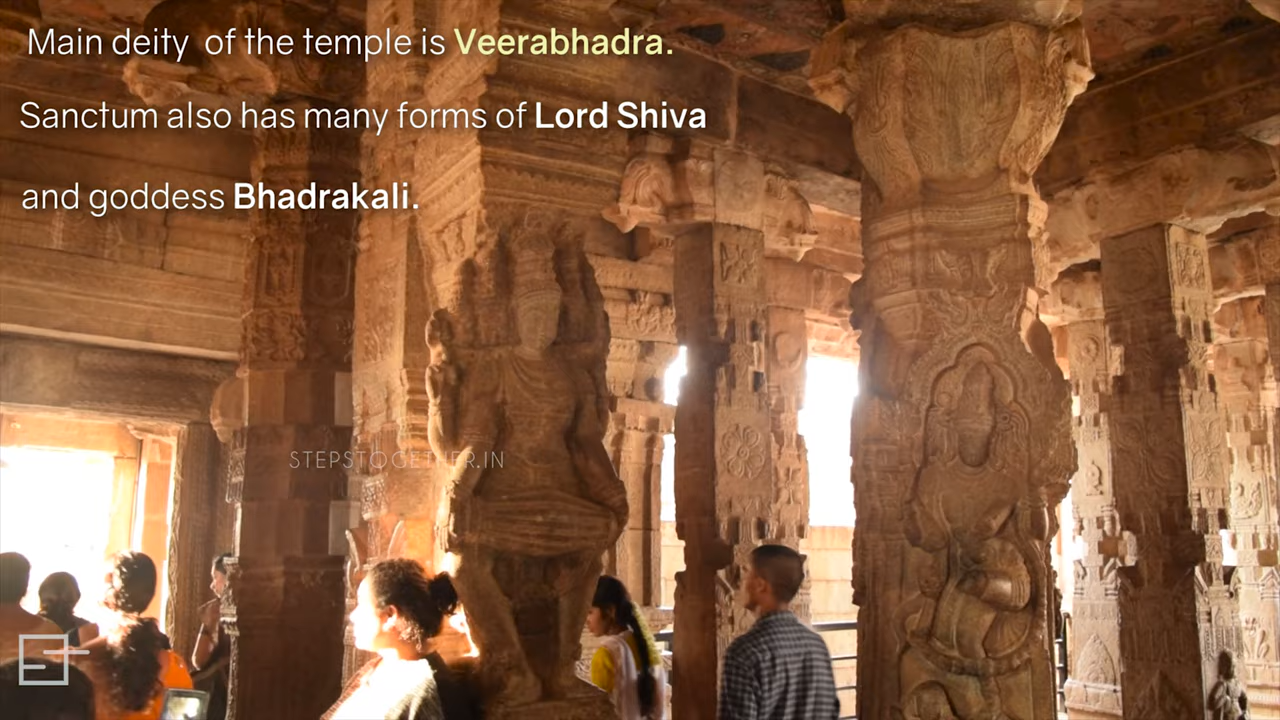 Main deity of the temple is Veerabhadra.
Sanctum also has many forms of Lord Shiva
and goddess Bhadrakali.
STEPSTOGETHER.IN